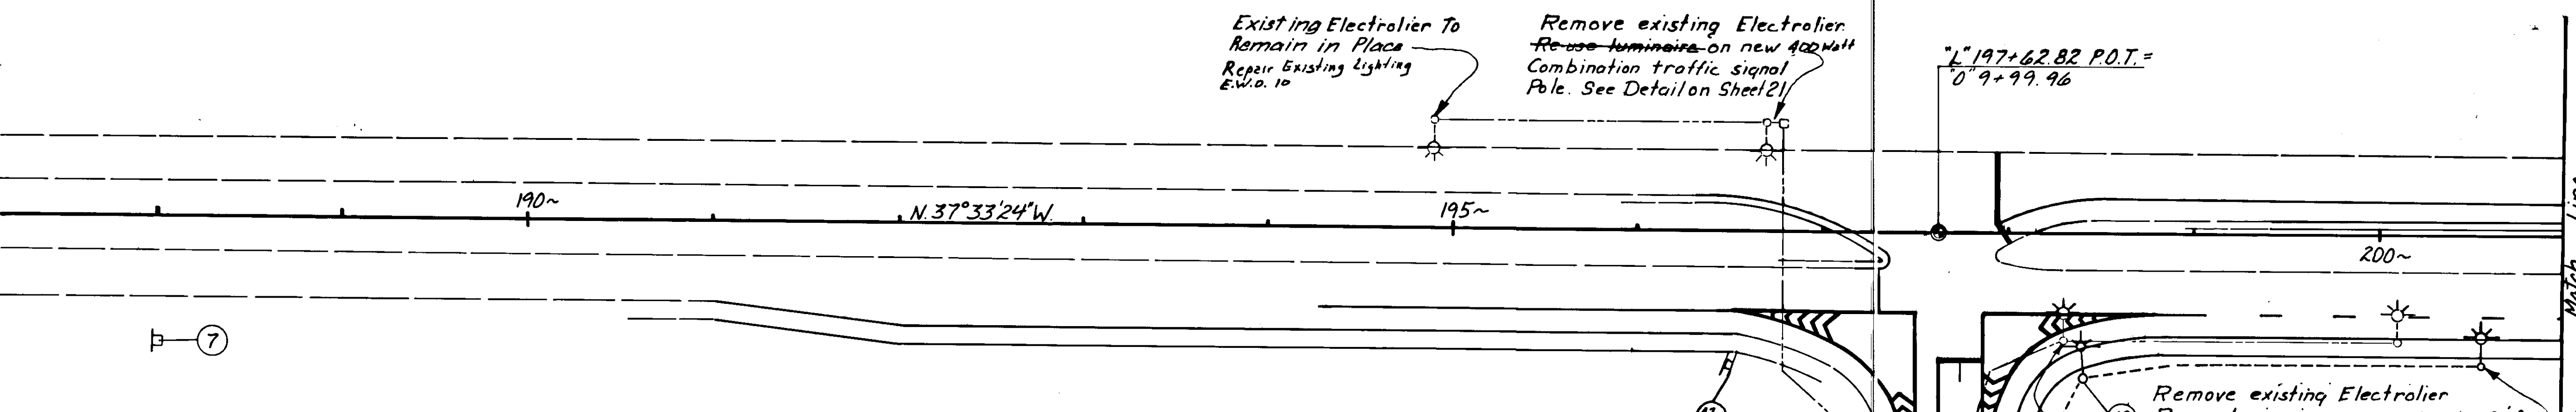 Existing Electrolier To
Remain in Place
Repair Existing Lighting
E.W.O. 10
Remove existing Electrolier.
Re-use luminaire on new 400 Watt
Combination traffic signal
Pole. See Detail on Sheet 21
"L" 197+62.82 P.O.T. =
"O" 9+99.96
190~
N. 37°33'24" W.
195~
200~
Match Line
7
Remove existing Electrolier